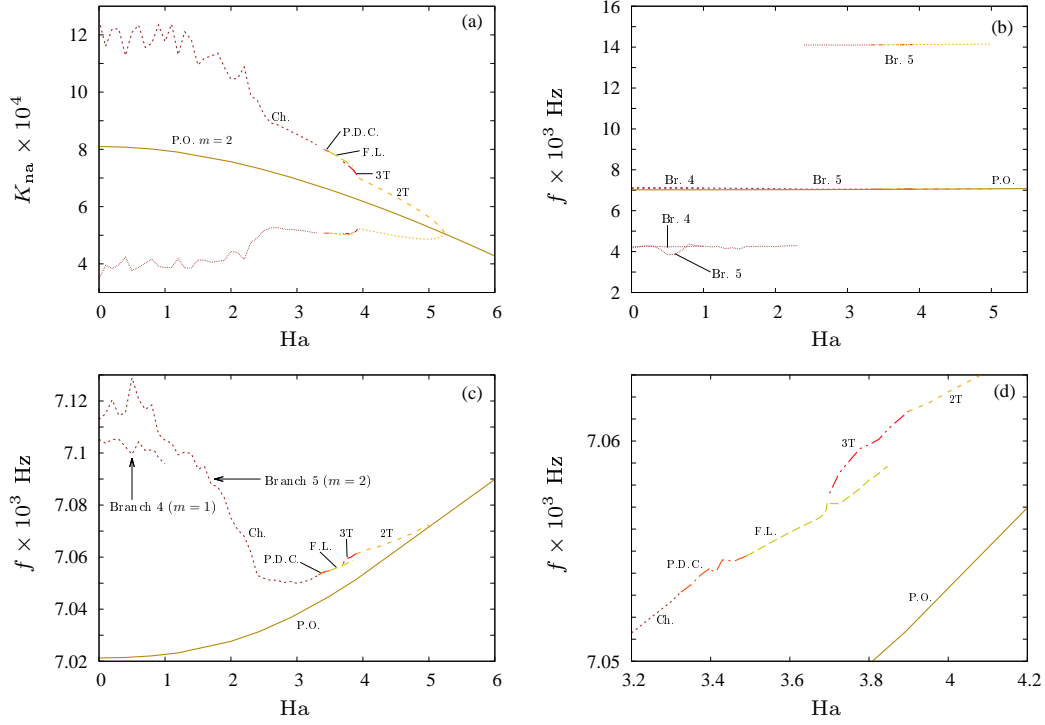 (a)
12
10
8
6
4
K_na × 10^4
P.O. m = 2
Ch.
P.D.C.
F.L.
3T
2T
0 1 2 3 4 5 6
Ha
(b)
16
14
12
10
8
6
4
2
f × 10^3 Hz
Br. 5
Br. 4
Br. 5
P.O.
Br. 4
Br. 5
0 1 2 3 4 5
Ha
(c)
7.12
7.1
7.08
7.06
7.04
7.02
f × 10^3 Hz
Branch 5 (m = 2)
Branch 4 (m = 1)
Ch.
P.D.C.
F.L.
3T
2T
P.O.
0 1 2 3 4 5 6
Ha
(d)
7.06
7.05
f × 10^3 Hz
2T
3T
F.L.
P.D.C.
P.O.
Ch.
3.2 3.4 3.6 3.8 4 4.2
Ha